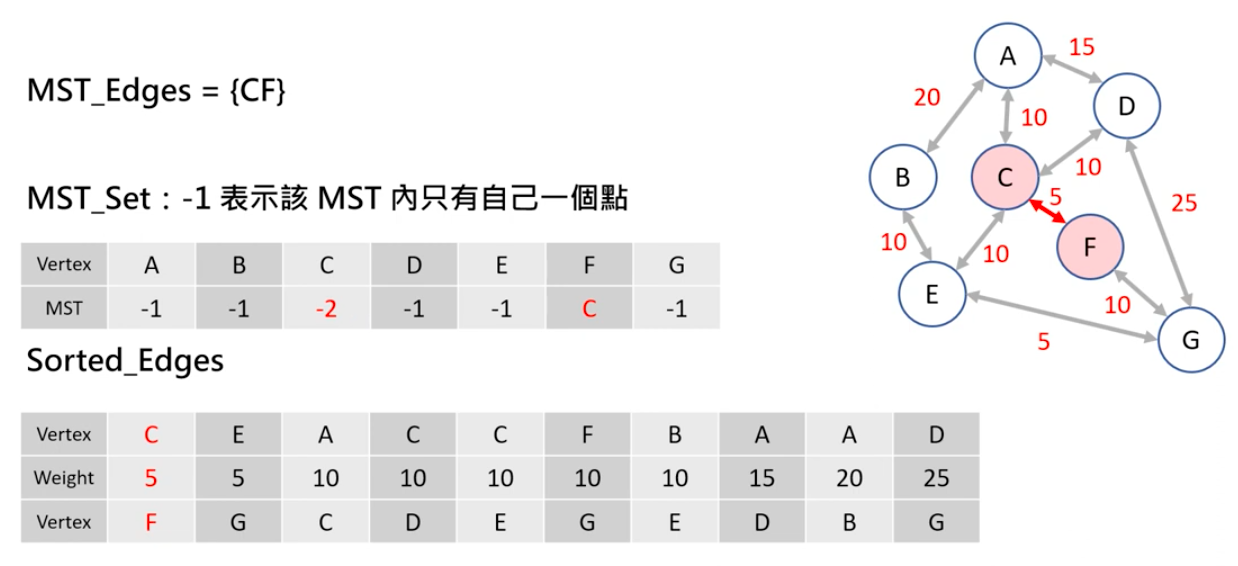 MST_Edges = {CF}
MST_Set：-1 表示該 MST 內只有自己一個點
Vertex A B C D E F G
MST -1 -1 -2 -1 -1 C -1
Sorted_Edges
Vertex C E A C C F B A A D
Weight 5 5 10 10 10 10 10 15 20 25
Vertex F G C D E G E D B G
A
15
20
10
D
B
C
10
5
25
10
10
F
E
10
5
G